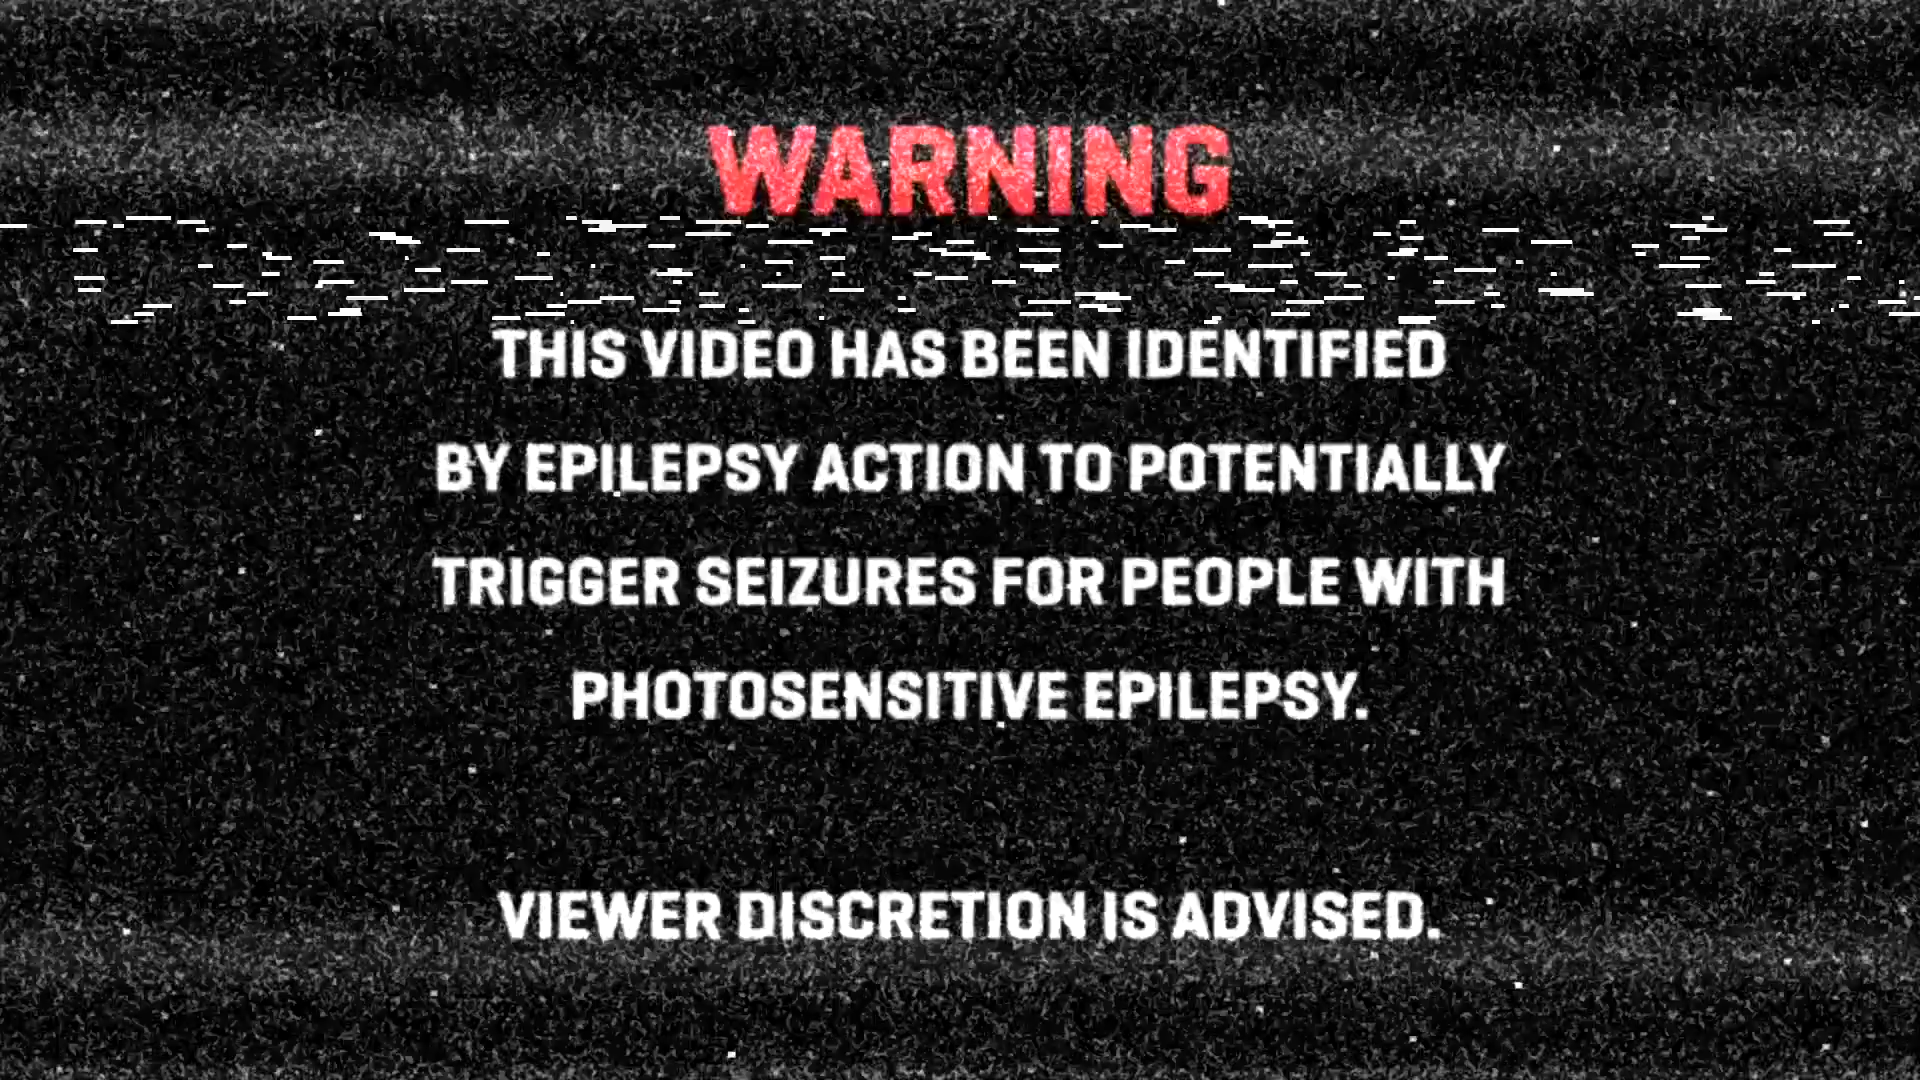 WARNING
THIS VIDEO HAS BEEN IDENTIFIED
BY EPILEPSY ACTION TO POTENTIALLY
TRIGGER SEIZURES FOR PEOPLE WITH
PHOTOSENSITIVE EPILEPSY.
VIEWER DISCRETION IS ADVISED.